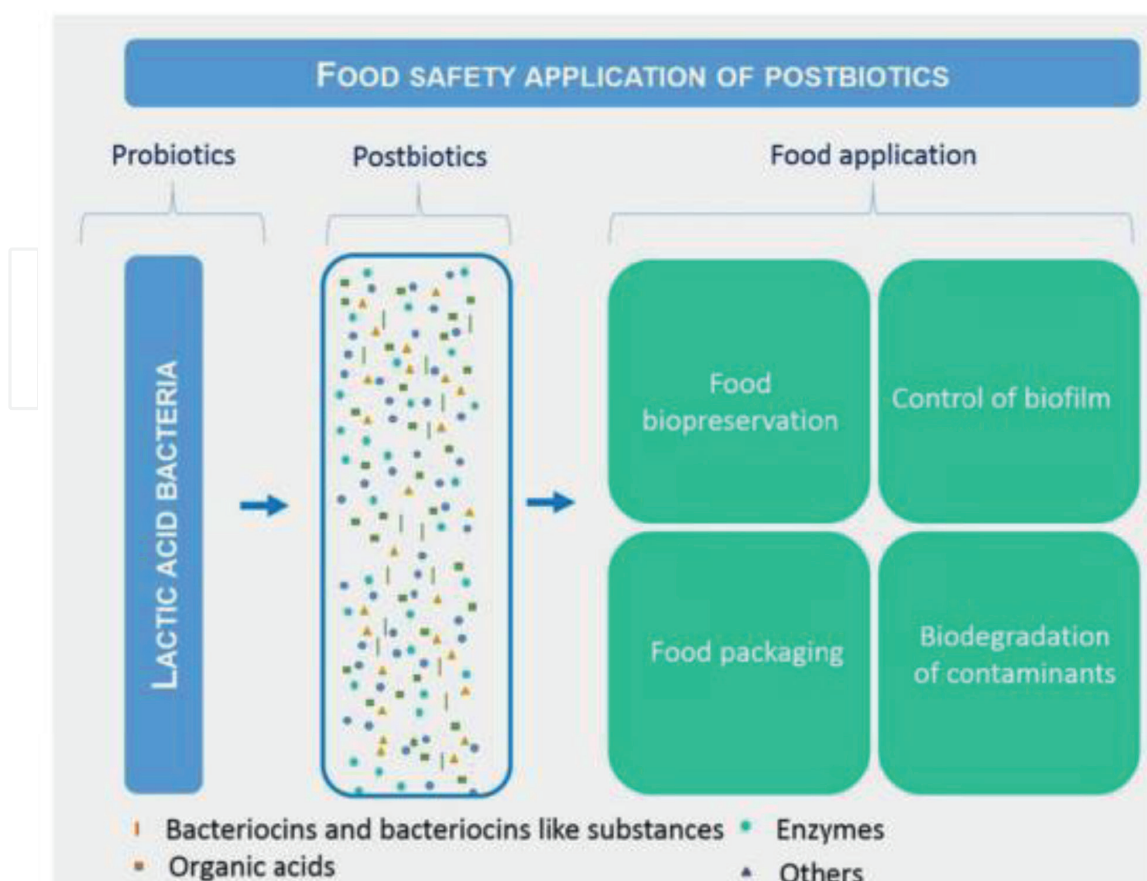 FOOD SAFETY APPLICATION OF POSTBIOTICS
Probiotics
Postbiotics
Food application
LACTIC ACID BACTERIA
Food
biopreservation
Control of biofilm
Food packaging
Biodegradation
of contaminants
Bacteriocins and bacteriocins like substances
Enzymes
Organic acids
Others